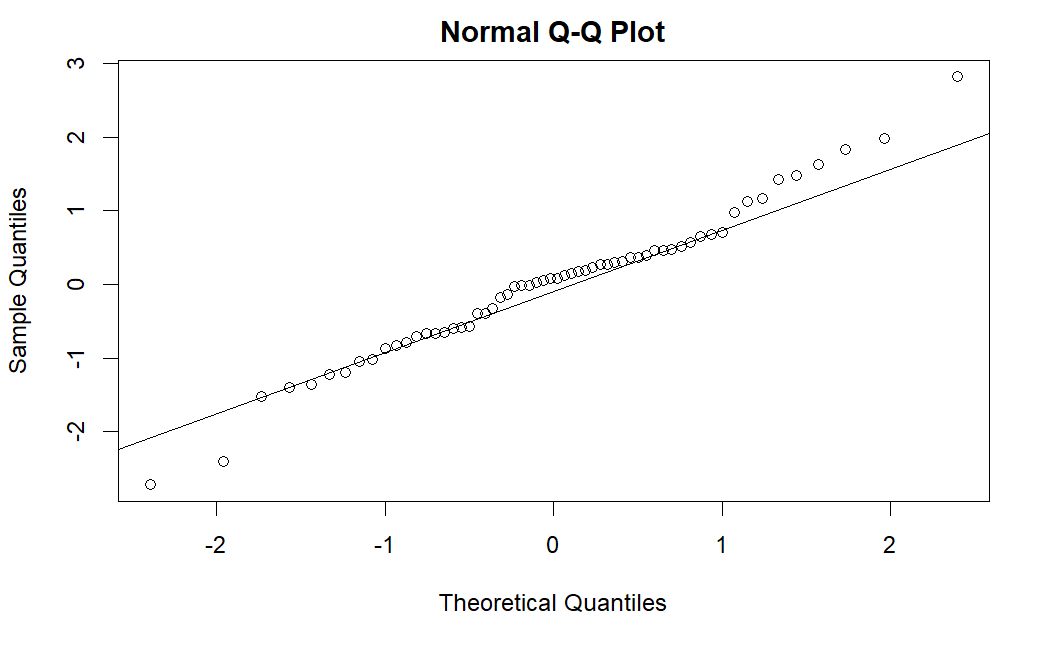 Normal Q-Q Plot
Sample Quantiles
3
2
1
0
-1
-2
-2 -1 0 1 2
Theoretical Quantiles